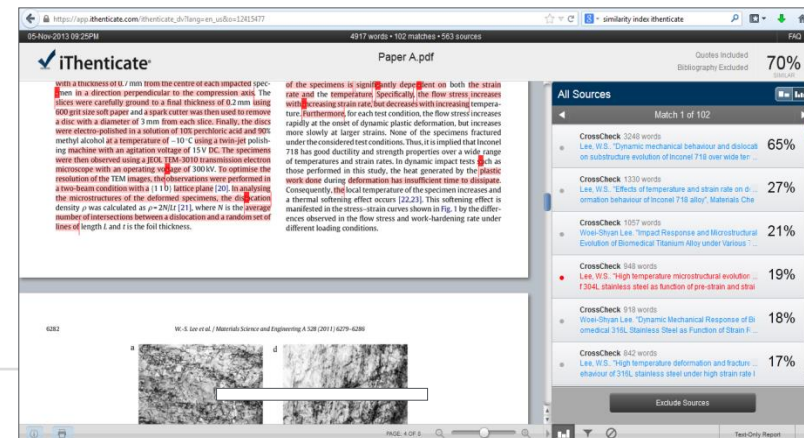 https://app.ithenticate.com/ithenticate_dv?lang=en_us&o=12415477
similarity index ithenticate
05-Nov-2013 09:25PM
4917 words • 102 matches • 563 sources
FAQ
iThenticate
Paper A.pdf
Quotes Included
Bibliography Excluded
70%
SIMILAR
with a thickness of 0.7 mm from the centre of each impacted spec-
men in a direction perpendicular to the compression axis. The
slices were carefully ground to a final thickness of 0.2 mm using
600 grit size soft paper and a spark cutter was then used to remove
a disc with a diameter of 3 mm from each slice. Finally, the discs
were electro-polished in a solution of 10% perchloric acid and 90%
methyl alcohol at a temperature of −10 °C using a twin-jet polish-
ing machine with an agitation voltage of 15 V DC. The specimens
were then observed using a JEOL TEM-3010 transmission electron
microscope with an operating voltage of 300 kV. To optimise the
resolution of the TEM images, the observations were performed in
a two-beam condition with a (1 1 0) lattice plane [20]. In analysing
the microstructures of the deformed specimens, the dislocation
density ρ was calculated as ρ=2N/Lt [21], where N is the average
number of intersections between a dislocation and a random set of
lines of length L and t is the foil thickness.
of the specimens is significantly dependent on both the strain
rate and the temperature. Specifically, the flow stress increases
with increasing strain rate, but decreases with increasing tempera-
ture. Furthermore, for each test condition, the flow stress increases
rapidly at the onset of dynamic plastic deformation, but increases
more slowly at larger strains. None of the specimens fractured
under the considered test conditions. Thus, it is implied that Inconel
718 has good ductility and strength properties over a wide range
of temperatures and strain rates. In dynamic impact tests such as
those performed in this study, the heat generated by the plastic
work done during deformation has insufficient time to dissipate.
Consequently, the local temperature of the specimen increases and
a thermal softening effect occurs [22,23]. This softening effect is
manifested in the stress–strain curves shown in Fig. 1 by the differ-
ences observed in the flow stress and work-hardening rate under
different loading conditions.
6282
W.-S. Lee et al. / Materials Science and Engineering A 528 (2011) 6279–6286
a
d
PAGE: 4 OF 8
All Sources
Match 1 of 102
CrossCheck 3248 words
Lee, W.S. "Dynamic mechanical behaviour and dislocati
on substructure evolution of Inconel 718 over wide ter ...
65%
CrossCheck 1330 words
Lee, W.S. "Effects of temperature and strain rate on d ...
ormation behaviour of Inconel 718 alloy", Materials Che
27%
CrossCheck 1057 words
Woei-Shyan Lee. "Impact Response and Microstructural
Evolution of Biomedical Titanium Alloy under Various T ...
21%
CrossCheck 948 words
Lee, W.S. "High temperature microstructural evolution ...
f 304L stainless steel as function of pre-strain and strai
19%
CrossCheck 918 words
Woei-Shyan Lee. "Dynamic Mechanical Response of Bi
omedical 316L Stainless Steel as Function of Strain R ...
18%
CrossCheck 842 words
Lee, W.S. "High temperature deformation and fracture ...
ehaviour of 316L stainless steel under high strain rate l
17%
Exclude Sources
Text-Only Report